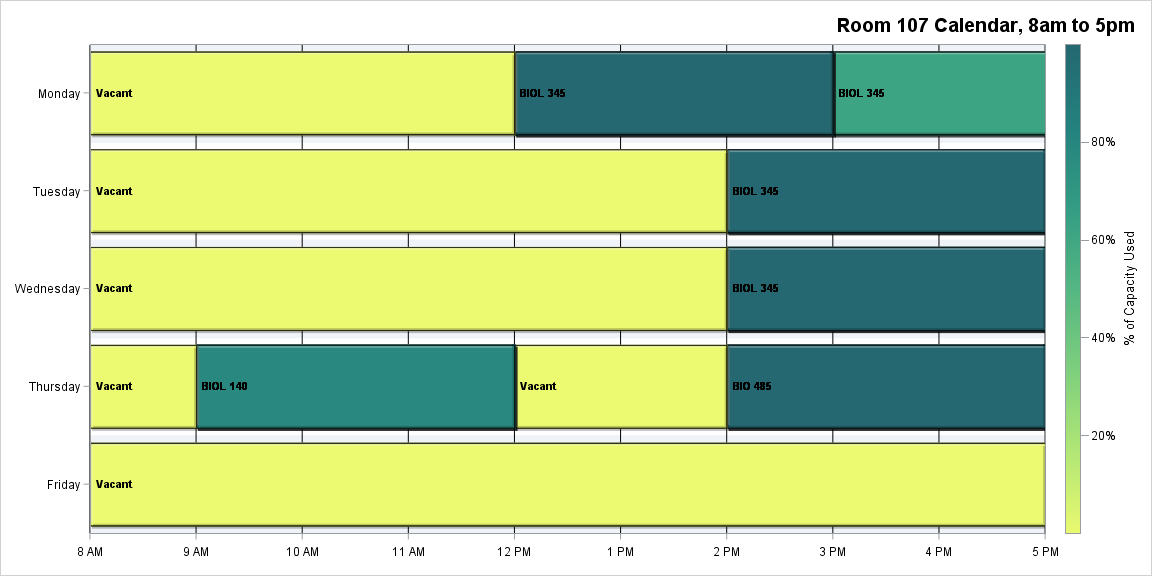 Room 107 Calendar, 8am to 5pm
Monday
Vacant
BIOL 345
BIOL 345
80%
Tuesday
Vacant
BIOL 345
60%
% of Capacity Used
Wednesday
Vacant
BIOL 345
40%
Thursday
Vacant
BIOL 140
Vacant
BIO 485
20%
Friday
Vacant
8 AM
9 AM
10 AM
11 AM
12 PM
1 PM
2 PM
3 PM
4 PM
5 PM